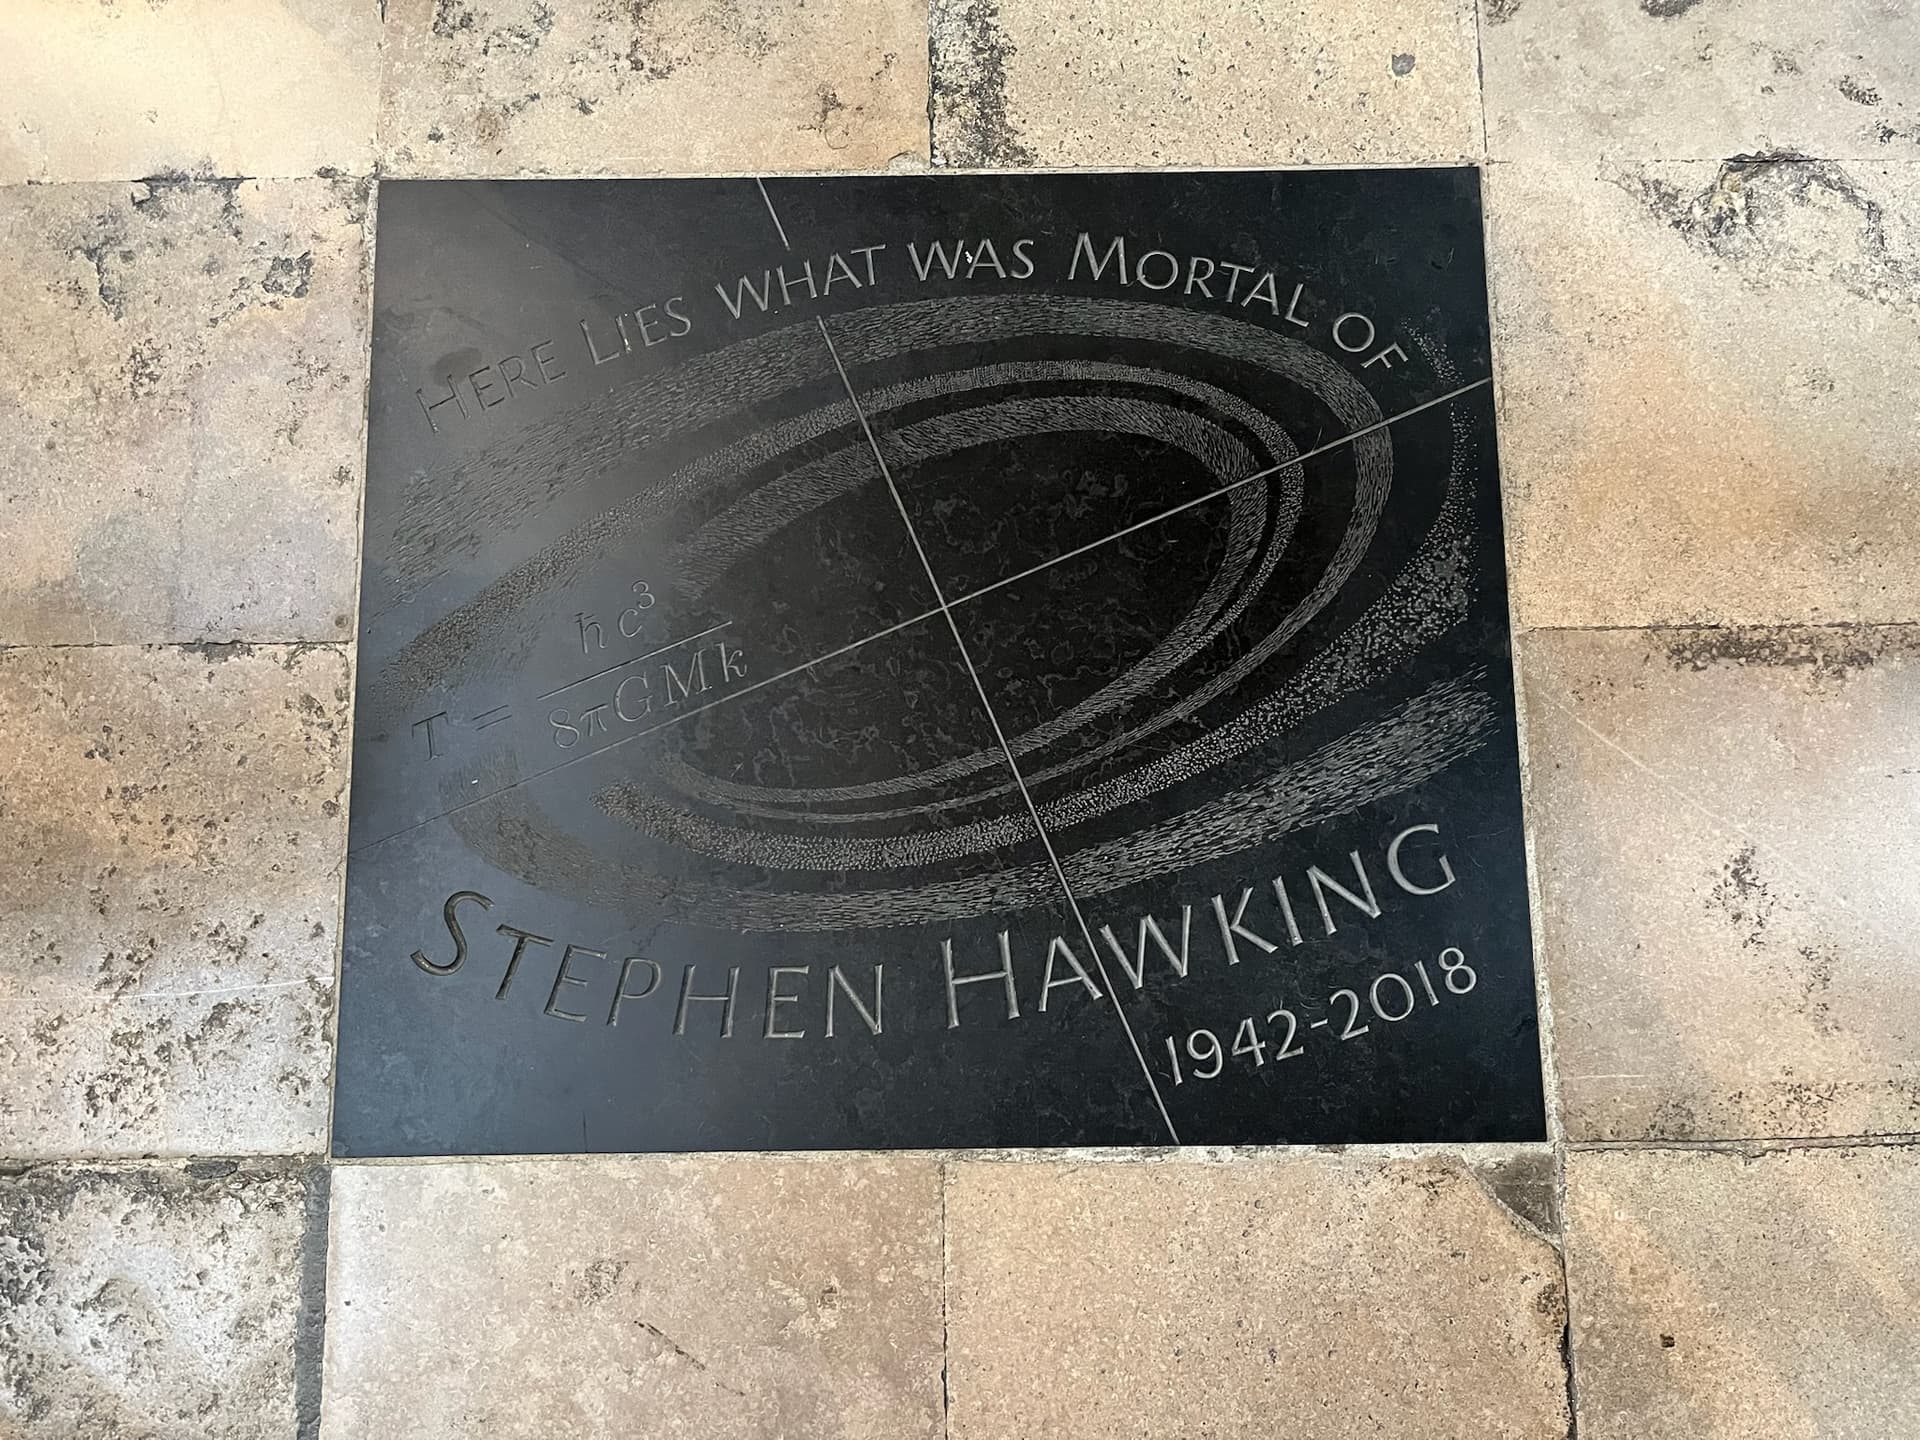 HERE LIES WHAT WAS MORTAL OF
T = ħc³ / 8πGMk
STEPHEN HAWKING
1942-2018